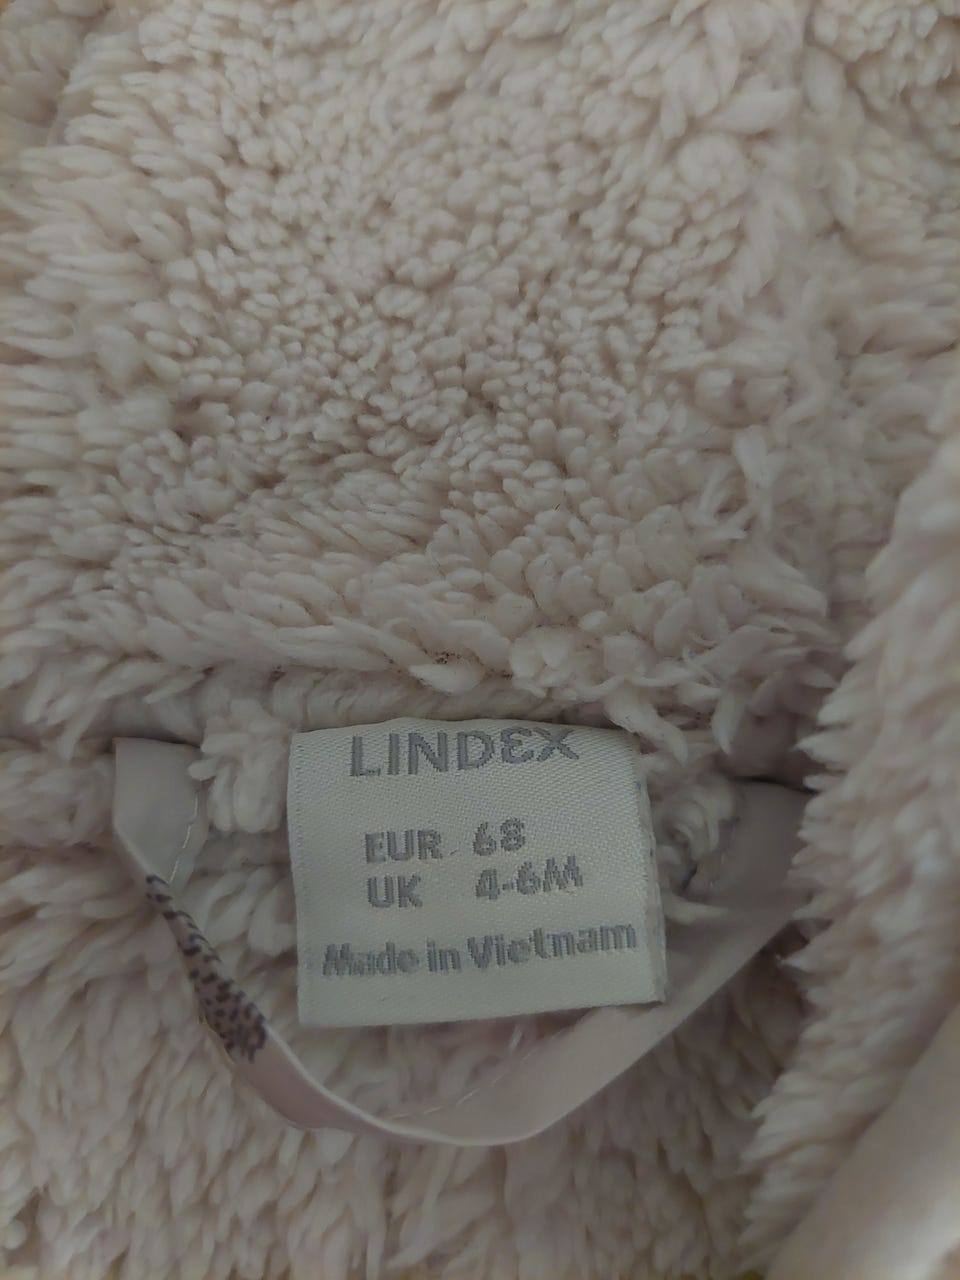 LINDEX
EUR 68
UK 4-6M
Made in Vietnam